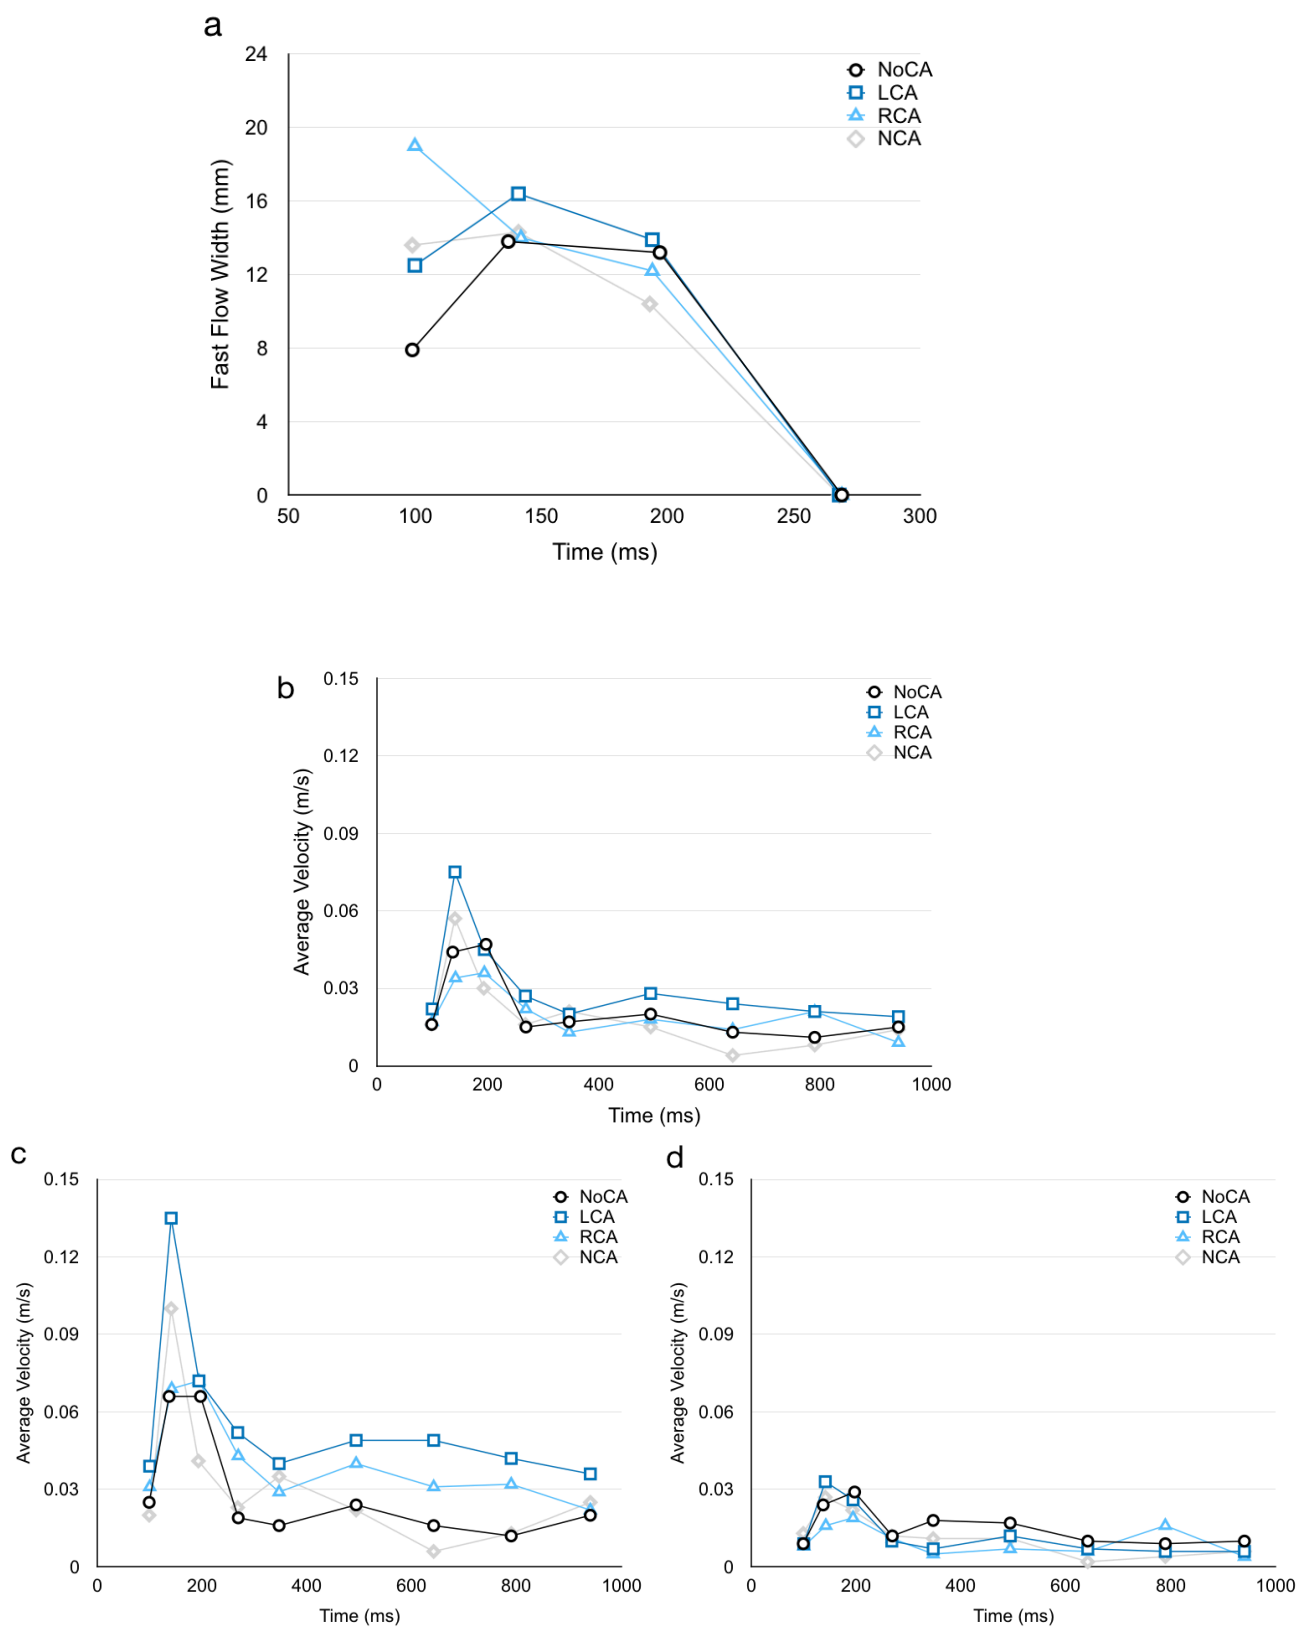 a
24
20
16
12
8
4
0
Fast Flow Width (mm)
50 100 150 200 250 300
Time (ms)
NoCA
LCA
RCA
NCA
b
0.15
0.12
0.09
0.06
0.03
0
Average Velocity (m/s)
0 200 400 600 800 1000
Time (ms)
NoCA
LCA
RCA
NCA
c
0.15
0.12
0.09
0.06
0.03
0
Average Velocity (m/s)
0 200 400 600 800 1000
Time (ms)
NoCA
LCA
RCA
NCA
d
0.15
0.12
0.09
0.06
0.03
0
Average Velocity (m/s)
0 200 400 600 800 1000
Time (ms)
NoCA
LCA
RCA
NCA